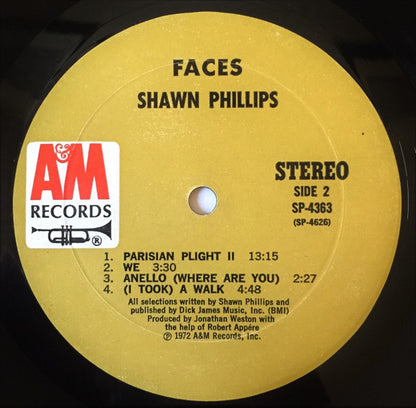 FACES
SHAWN PHILLIPS
A&M
RECORDS
®
STEREO
SIDE 2
SP-4363
(SP-4626)
1. PARISIAN PLIGHT II 13:15
2. WE 3:30
3. ANELLO (WHERE ARE YOU) 2:27
4. (I TOOK) A WALK 4:48
All selections written by Shawn Phillips and
published by Dick James Music, Inc. (BMI)
Produced by Jonathan Weston with
the help of Robert Appére
℗ 1972 A&M Records, Inc.